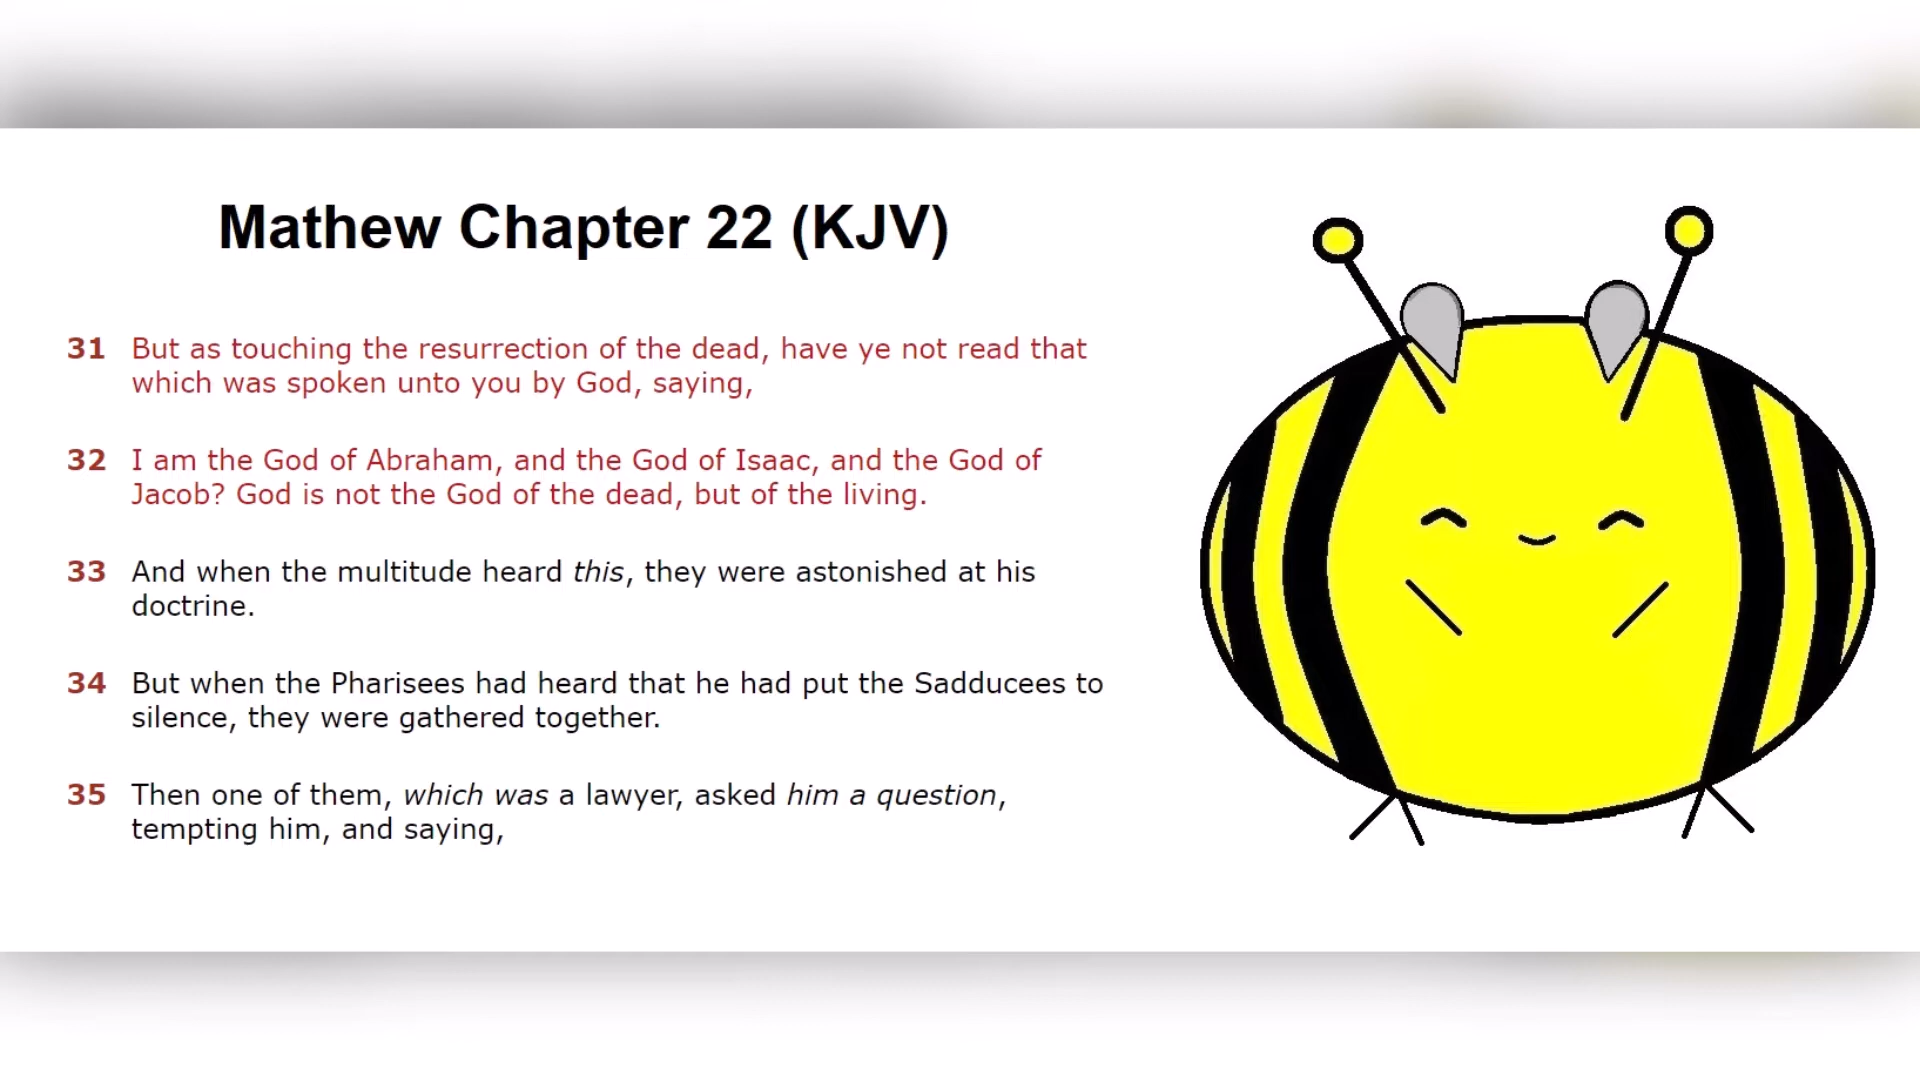 Mathew Chapter 22 (KJV)
31 But as touching the resurrection of the dead, have ye not read that
which was spoken unto you by God, saying,
32 I am the God of Abraham, and the God of Isaac, and the God of
Jacob? God is not the God of the dead, but of the living.
33 And when the multitude heard this, they were astonished at his
doctrine.
34 But when the Pharisees had heard that he had put the Sadducees to
silence, they were gathered together.
35 Then one of them, which was a lawyer, asked him a question,
tempting him, and saying,